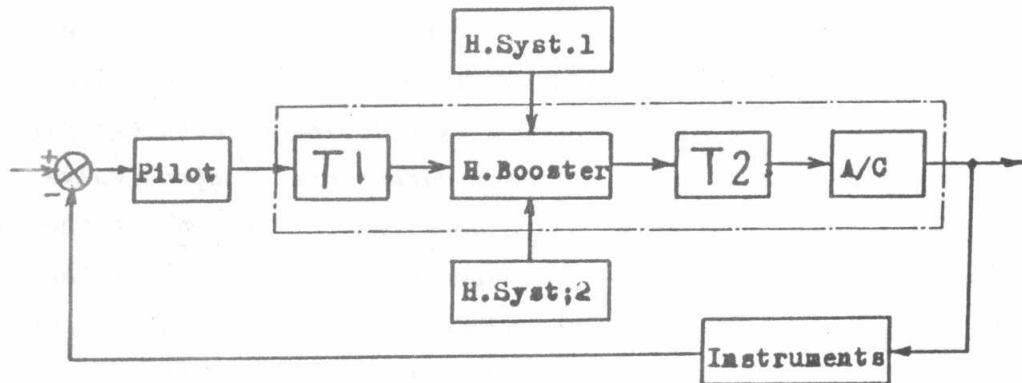 H.Syst.1
+
-
Pilot
T1
H.Booster
T2
A/C
H.Syst;2
Instruments